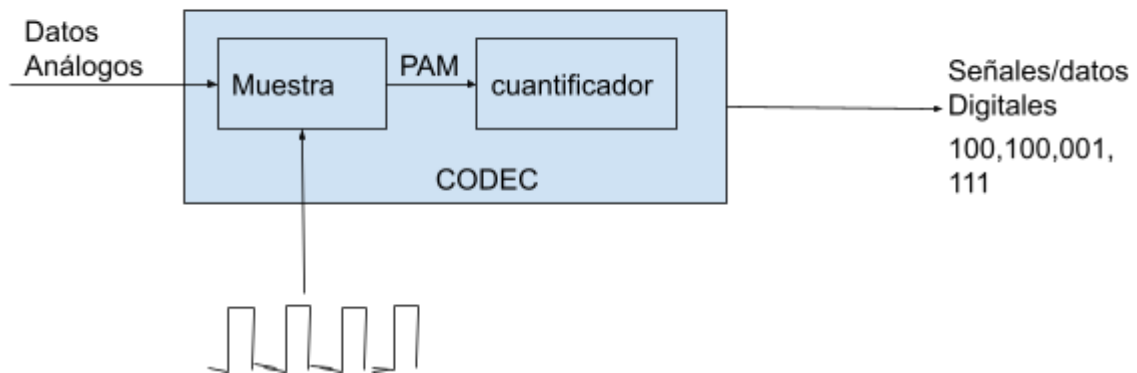 Datos
Análogos
Muestra
PAM
cuantificador
CODEC
Señales/datos
Digitales
100,100,001,
111